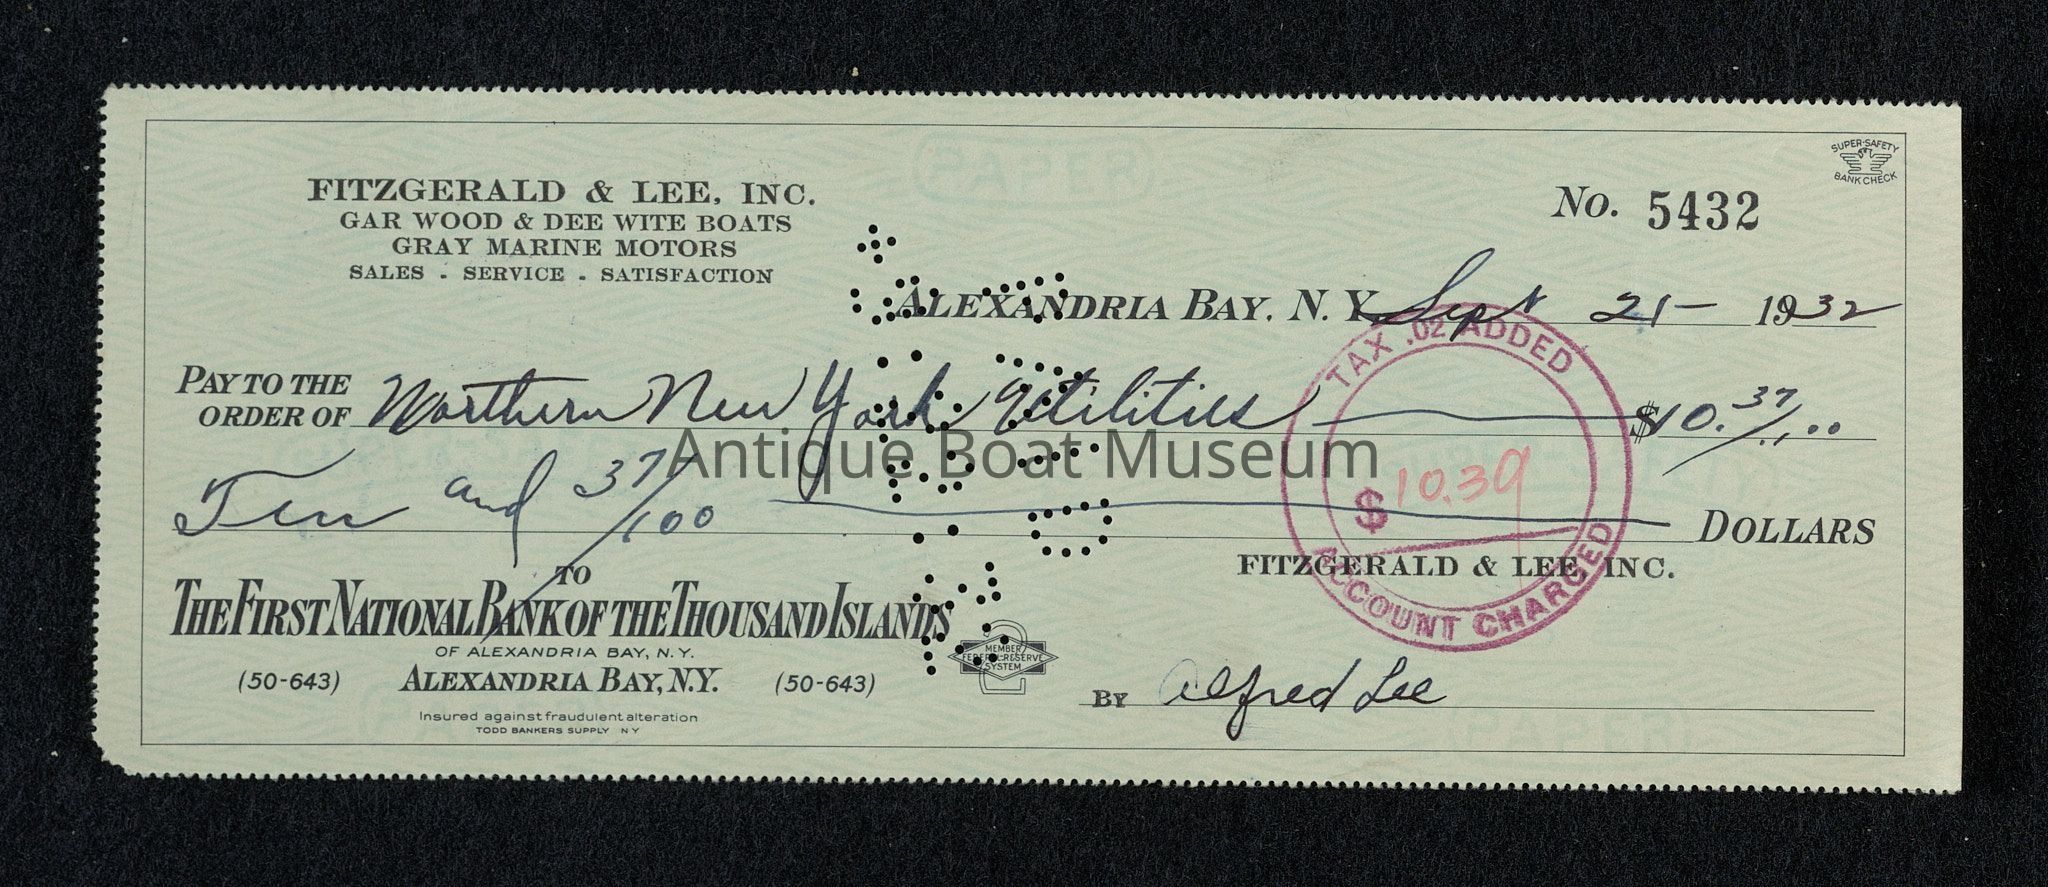 SUPER-SAFETY
BANK CHECK
FITZGERALD & LEE, INC.
GAR WOOD & DEE WITE BOATS
GRAY MARINE MOTORS
SALES . SERVICE . SATISFACTION
No. 5432
ALEXANDRIA BAY, N. Y. Sept 21- 1932
TAX .02 ADDED
PAY TO THE
ORDER OF Northern New York Utilities $10.37/100
Antique Boat Museum
$ 10.39
Ten and 37/100 DOLLARS
ACCOUNT CHARGED
FITZGERALD & LEE, INC.
TO
THE FIRST NATIONAL BANK OF THE THOUSAND ISLANDS
OF ALEXANDRIA BAY, N.Y.
MEMBER
FEDERAL RESERVE
SYSTEM
(50-643) ALEXANDRIA BAY, N.Y. (50-643)
BY Alfred Lee
Insured against fraudulent alteration
TODD BANKERS SUPPLY NY